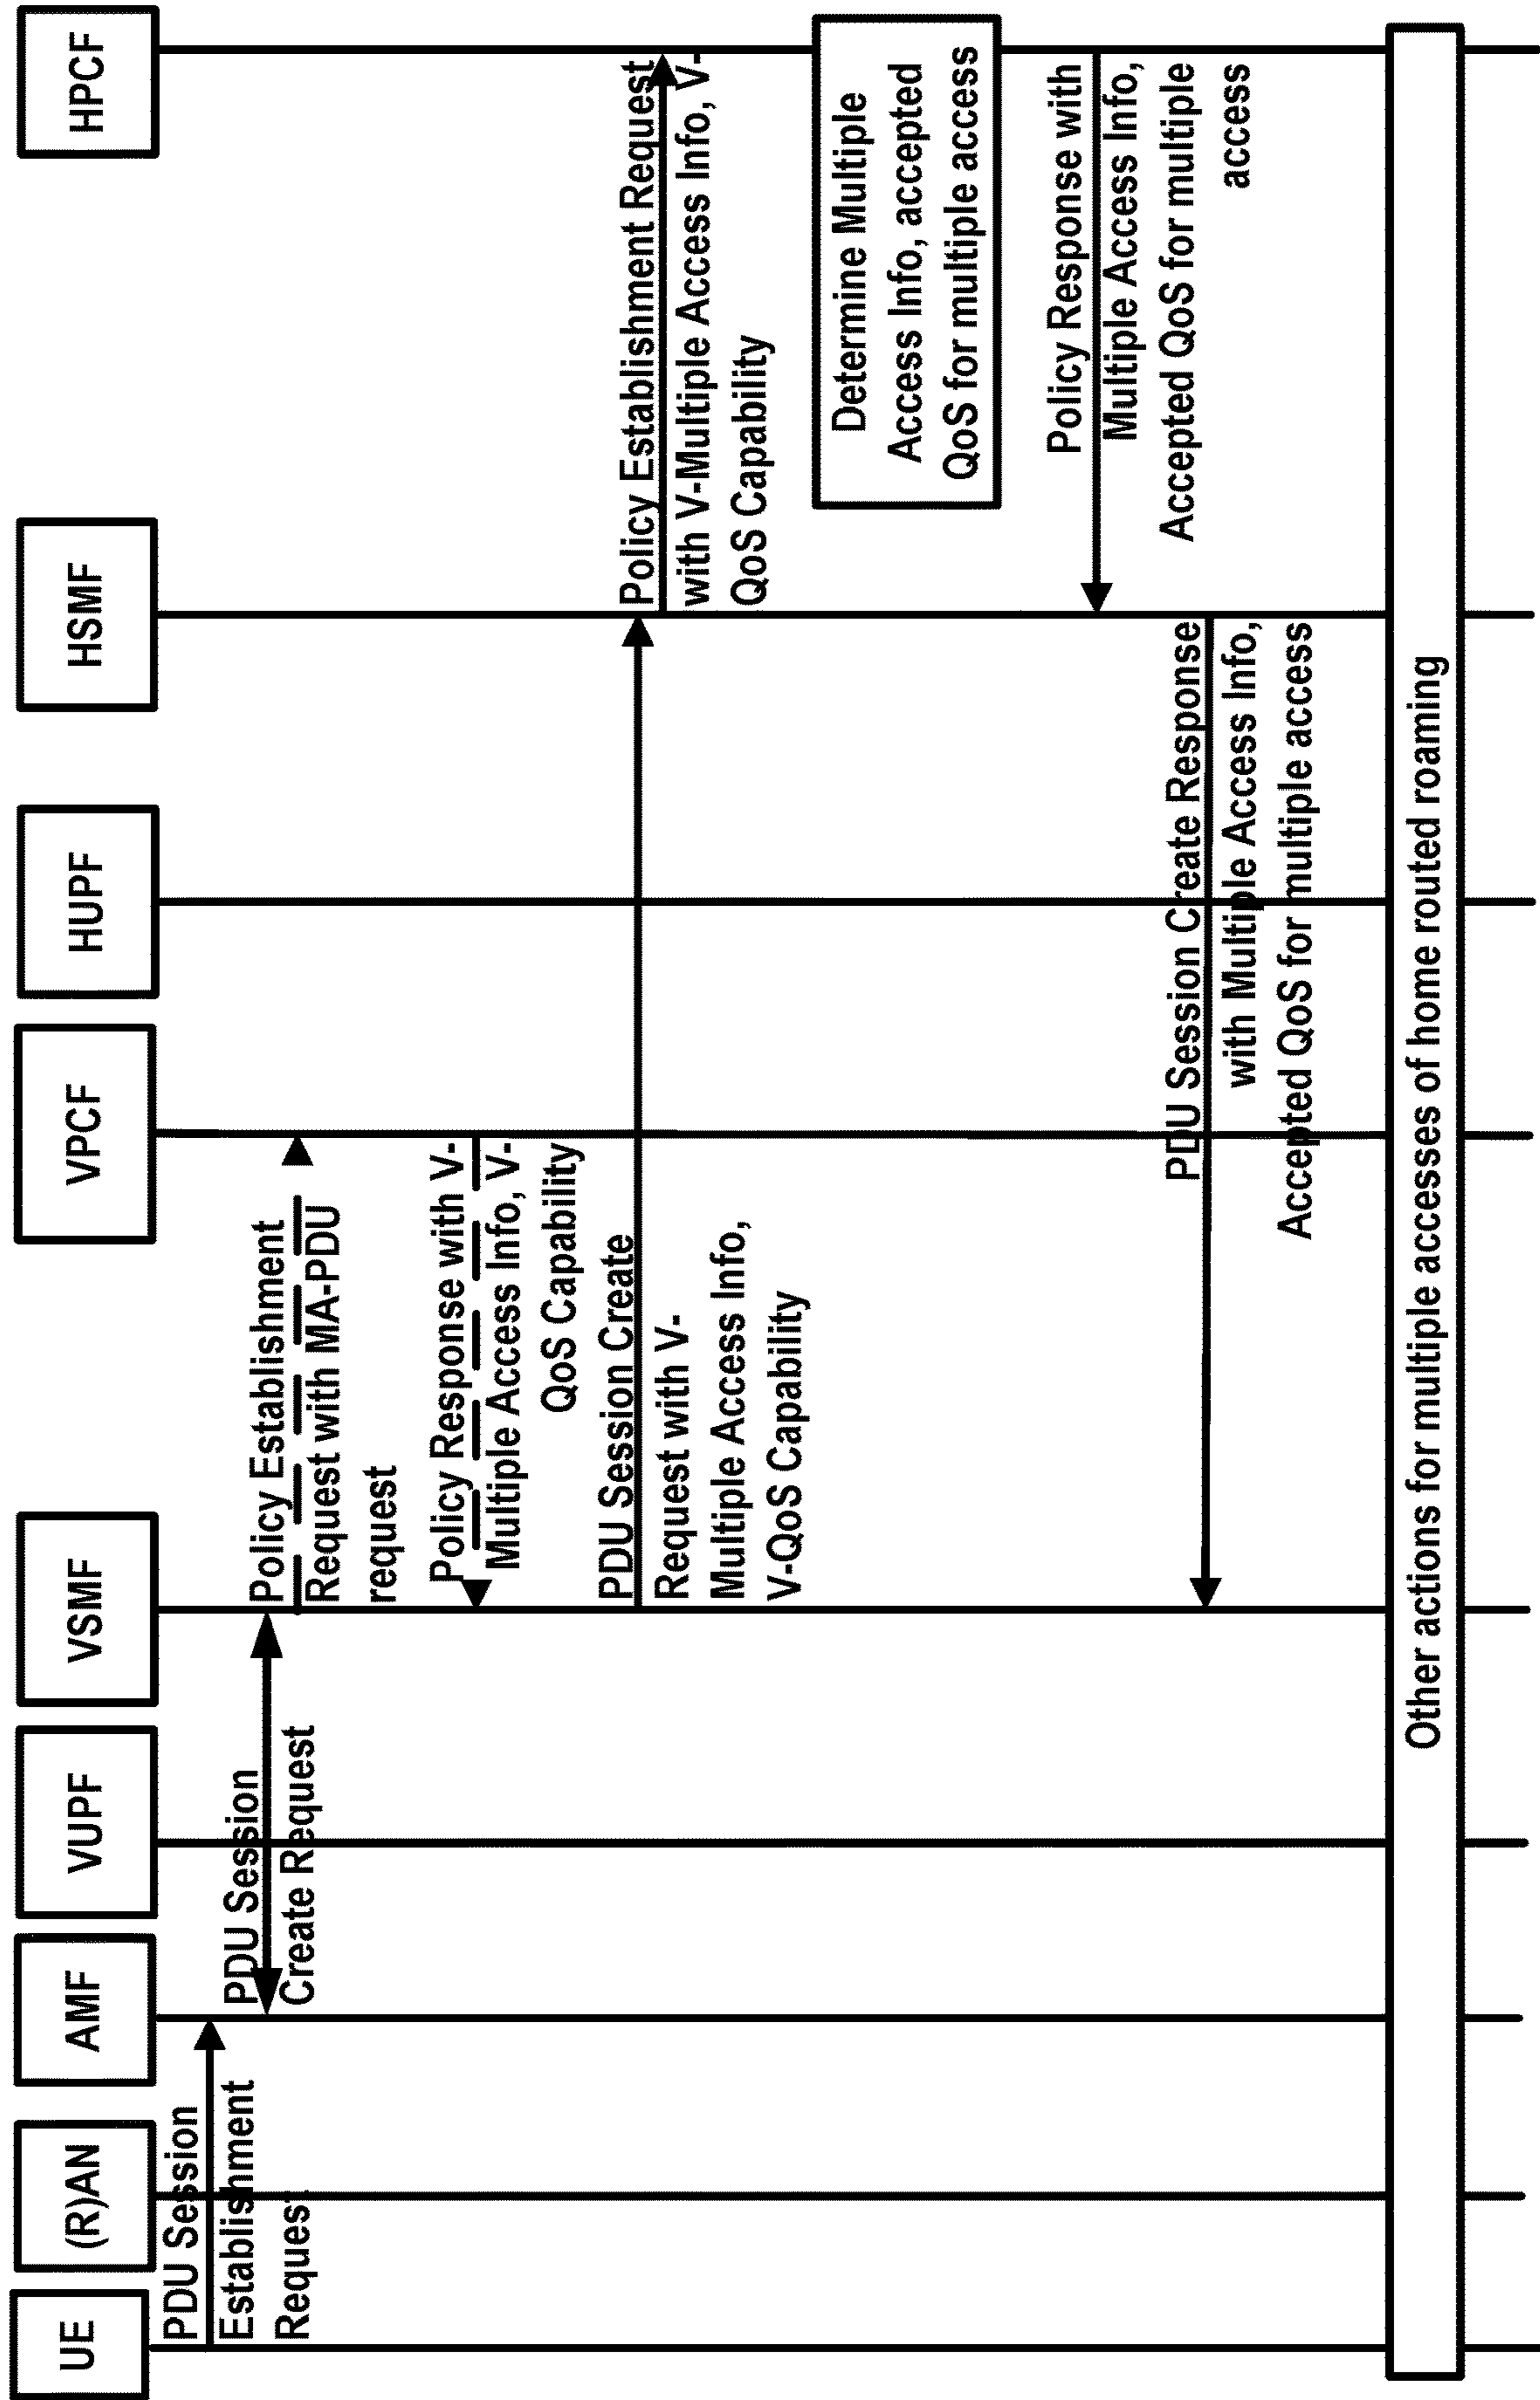 UE
(R)AN
AMF
VUPF
VSMF
VPCF
HUPF
HSMF
HPCF
PDU Session
Establishment
Request
PDU Session
Create Request
Policy Establishment
Request with MA-PDU
request
Policy Response with V-
Multiple Access Info, V-
QoS Capability
PDU Session Create
Request with V-
Multiple Access Info,
V-QoS Capability
Policy Establishment Request
with V-Multiple Access Info, V-
QoS Capability
Determine Multiple
Access Info, accepted
QoS for multiple access
Policy Response with
Multiple Access Info,
Accepted QoS for multiple
access
PDU Session Create Response
with Multiple Access Info,
Accepted QoS for multiple access
Other actions for multiple accesses of home routed roaming